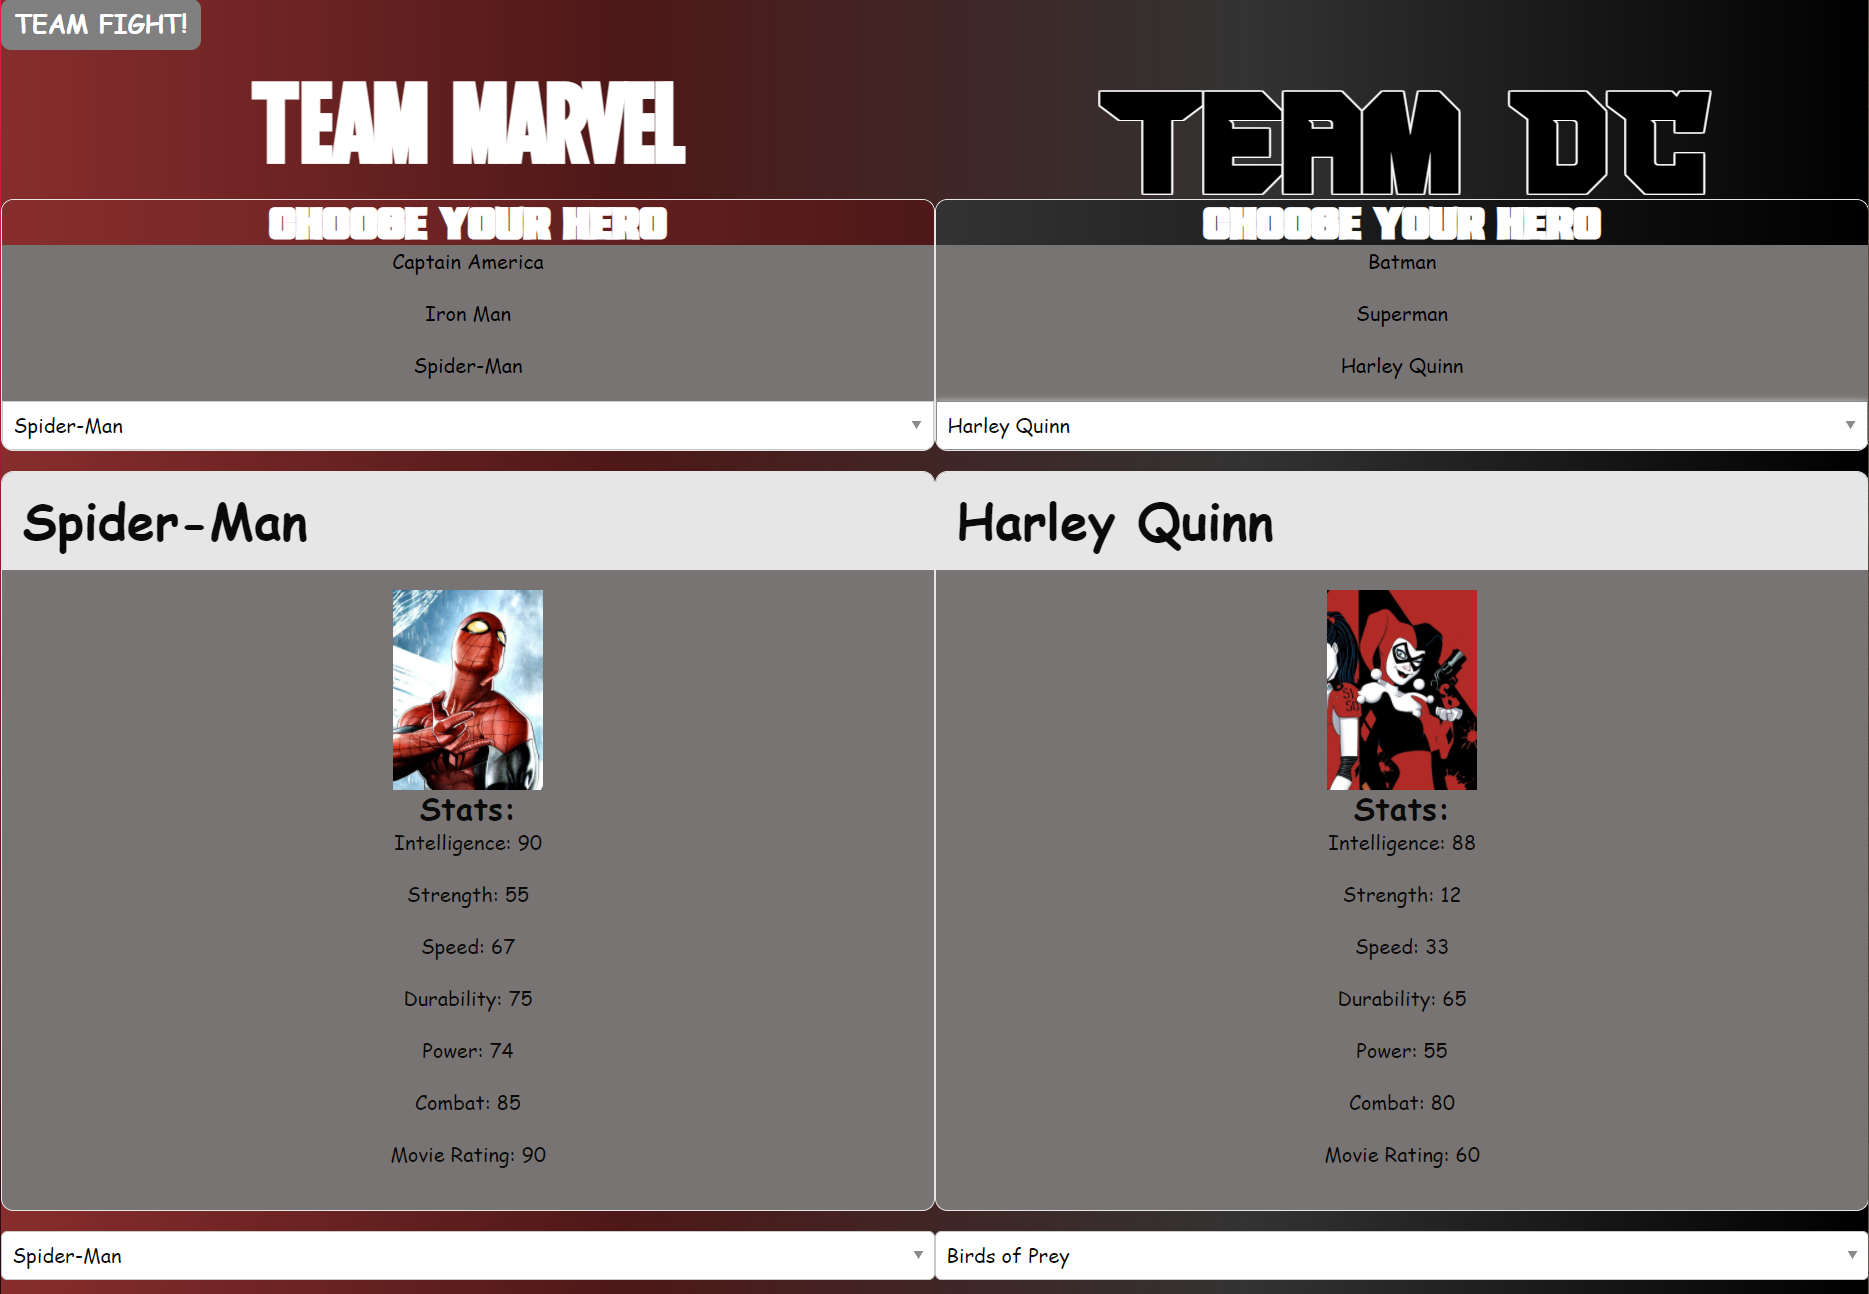 TEAM FIGHT!
TEAM MARVEL
CHOOSE YOUR HERO
Captain America
Iron Man
Spider-Man
Spider-Man
TEAM DC
CHOOSE YOUR HERO
Batman
Superman
Harley Quinn
Harley Quinn
Spider-Man
Stats:
Intelligence: 90
Strength: 55
Speed: 67
Durability: 75
Power: 74
Combat: 85
Movie Rating: 90
Spider-Man
Harley Quinn
Stats:
Intelligence: 88
Strength: 12
Speed: 33
Durability: 65
Power: 55
Combat: 80
Movie Rating: 60
Birds of Prey